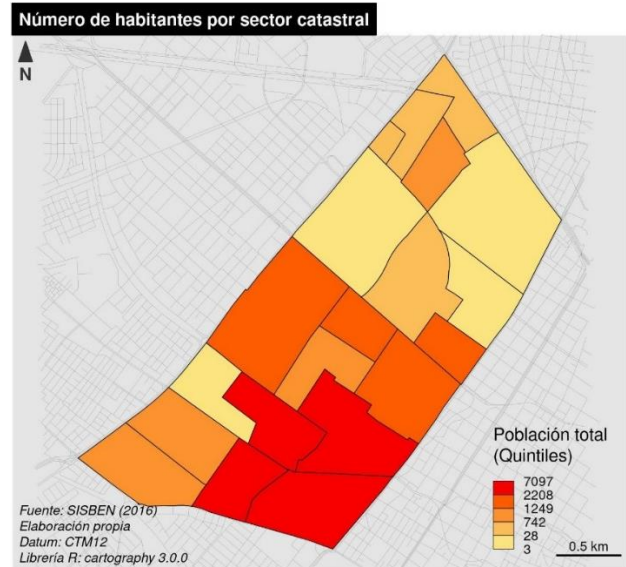 Número de habitantes por sector catastral
N
Población total
(Quintiles)
7097
2208
1249
742
28
3
0.5 km
Fuente: SISBEN (2016)
Elaboración propia
Datum: CTM12
Librería R: cartography 3.0.0